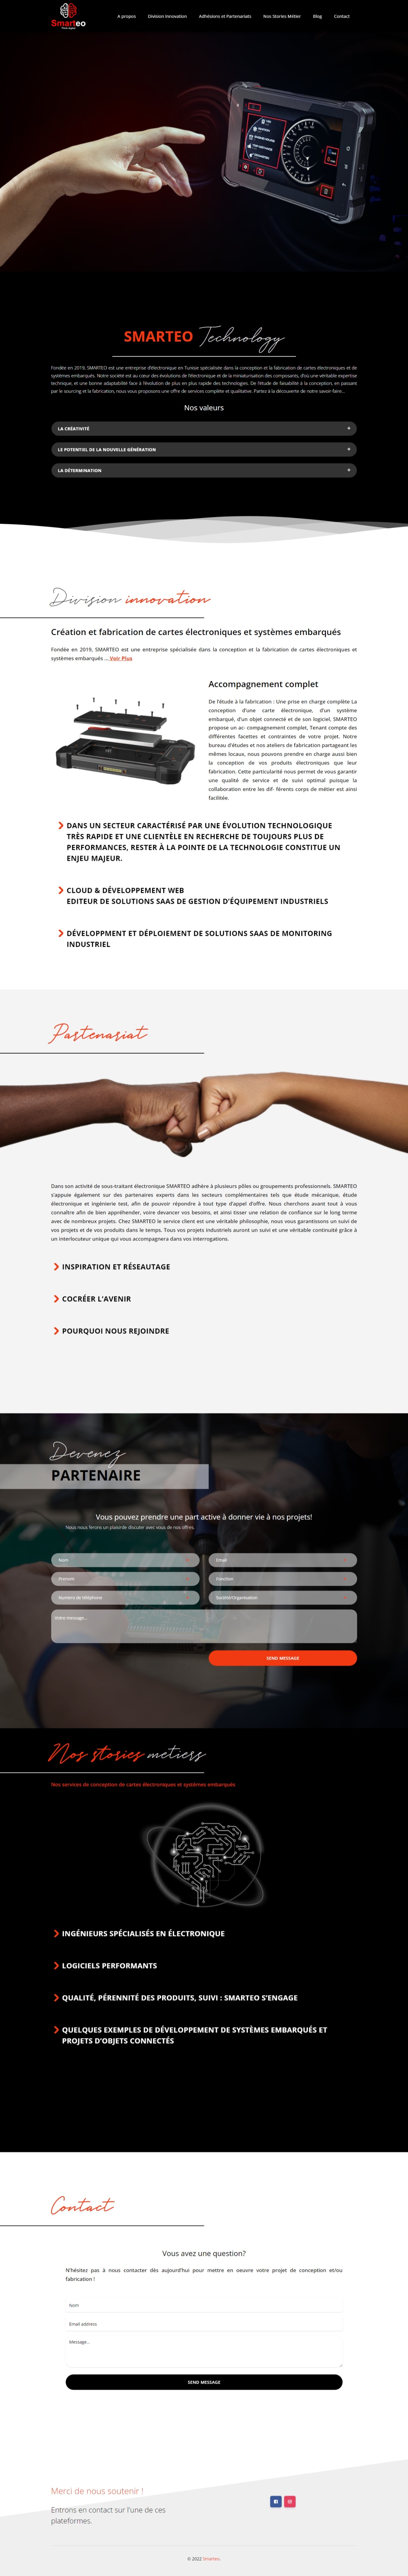 Smarteo
A propos
Division Innovation
Adhésions et Partenariats
Nos Stories Métier
Blog
Contact
SMARTEO Technology
Fondée en 2019, SMARTEO est une entreprise d'électronique en Tunisie spécialisée dans la conception et la fabrication de cartes électroniques et de
systèmes embarqués. Notre société est au cœur des évolutions de l'électronique et de la miniaturisation des composants, d'où une véritable expertise
technique, et une bonne adaptabilité face à l'évolution de plus en plus rapide des technologies. De l'étude de faisabilité à la conception, en passant
par le sourcing et la fabrication, nous vous proposons une offre de services complète et qualitative. Partez à la découverte de notre savoir-faire...
Nos valeurs
LA CRÉATIVITÉ +
LE POTENTIEL DE LA NOUVELLE GÉNÉRATION +
LA DÉTERMINATION +
Division innovation
Création et fabrication de cartes électroniques et systèmes embarqués
Fondée en 2019, SMARTEO est une entreprise spécialisée dans la conception et la fabrication de cartes électroniques et
systèmes embarqués ... Voir Plus
Accompagnement complet
De l'étude à la fabrication : Une prise en charge complète La
conception d'une carte électronique, d'un système
embarqué, d'un objet connecté et de son logiciel. SMARTEO
propose un ac- compagnement complet, Tenant compte des
différentes facettes et contraintes de votre projet. Notre
bureau d'études et nos ateliers de fabrication partagent les
mêmes locaux, nous pouvons prendre en charge aussi bien
la conception de vos produits électroniques que leur
fabrication. Cette particularité nous permet de vous garantir
une qualité de service et de suivi optimal puisque la
collaboration entre les dif- férents corps de métier est ainsi
facilitée.
DANS UN SECTEUR CARACTÉRISÉ PAR UNE ÉVOLUTION TECHNOLOGIQUE
TRÈS RAPIDE ET UNE CLIENTÈLE EN RECHERCHE DE TOUJOURS PLUS DE
PERFORMANCES, RESTER À LA POINTE DE LA TECHNOLOGIE CONSTITUE UN
ENJEU MAJEUR.
CLOUD & DÉVELOPPEMENT WEB
EDITEUR DE SOLUTIONS SAAS DE GESTION D'ÉQUIPEMENT INDUSTRIELS
DÉVELOPPMENT ET DÉPLOIEMENT DE SOLUTIONS SAAS DE MONITORING
INDUSTRIEL
Partenariat
Dans son activité de sous-traitant électronique SMARTEO adhère à plusieurs pôles ou groupements professionnels. SMARTEO
s'appuie également sur des partenaires experts dans les secteurs complémentaires tels que étude mécanique, étude
électronique et ingénierie test, afin de pouvoir répondre à tout type d'appel d'offre. Nous cherchons avant tout à vous
connaître afin de bien appréhender, voire devancer vos besoins, et ainsi tisser une relation de confiance sur le long terme
avec de nombreux projets. Chez SMARTEO le service client est une véritable philosophie, nous vous garantissons un suivi de
vos projets et de vos produits dans le temps. Tous vos projets industriels auront un suivi et une véritable continuité grâce à
un interlocuteur unique qui vous accompagnera dans vos interrogations.
INSPIRATION ET RÉSEAUTAGE
COCRÉER L'AVENIR
POURQUOI NOUS REJOINDRE
Devenez
PARTENAIRE
Vous pouvez prendre une part active à donner vie à nos projets!
Nous nous ferons un plaisirde discuter avec vous de nos offres.
Nom
Email
Prenom
Fonction
Numero de téléphone
Société/Organisation
Votre message...
SEND MESSAGE
Nos stories metiers
Nos services de conception de cartes électroniques et systèmes embarqués
INGÉNIEURS SPÉCIALISÉS EN ÉLECTRONIQUE
LOGICIELS PERFORMANTS
QUALITÉ, PÉRENNITÉ DES PRODUITS, SUIVI : SMARTEO S'ENGAGE
QUELQUES EXEMPLES DE DÉVELOPPEMENT DE SYSTÈMES EMBARQUÉS ET
PROJETS D'OBJETS CONNECTÉS
Contact
Vous avez une question?
N'hésitez pas à nous contacter dès aujourd'hui pour mettre en oeuvre votre projet de conception et/ou
fabrication !
Nom
Email address
Message...
SEND MESSAGE
Merci de nous soutenir !
Entrons en contact sur l'une de ces
plateformes.
© 2022 Smarteo.